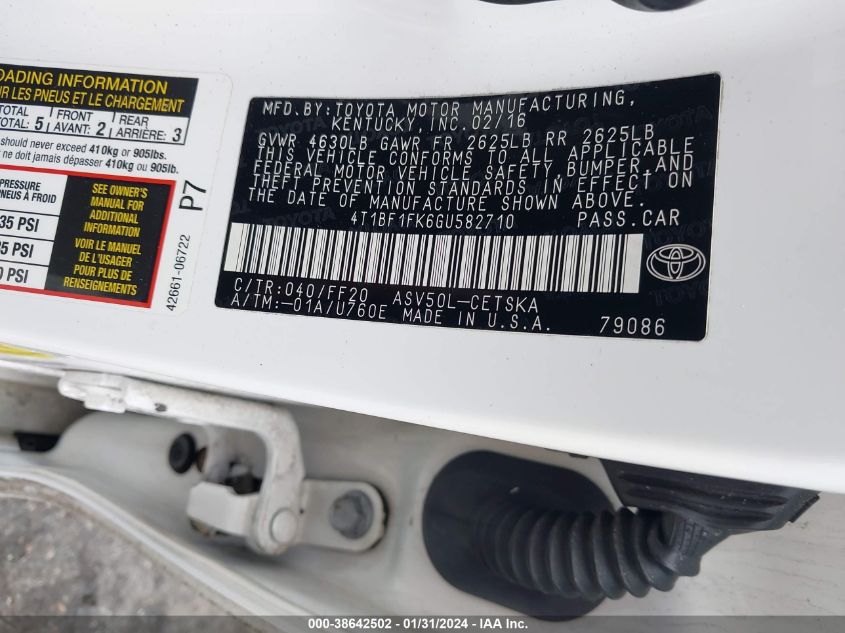 OADING INFORMATION
R LES PNEUS ET LE CHARGEMENT
TOTAL 5 FRONT 2 REAR 3
TOTAL: AVANT: ARRIÈRE:
should never exceed 410kg or 905lbs.
ne doit jamais dépasser 410kg ou 905lb.
PRESSURE
PNEUS À FROID
35 PSI
35 PSI
PSI
SEE OWNER'S
MANUAL FOR
ADDITIONAL
INFORMATION
VOIR LE MANUEL
DE L'USAGER
POUR PLUS DE
RENSEIGNEMENTS
P7
42661-06722
MFD. BY: TOYOTA MOTOR MANUFACTURING,
KENTUCKY, INC. 02/16
GVWR 4630LB GAWR FR 2625LB RR 2625LB
THIS VEHICLE CONFORMS TO ALL APPLICABLE
FEDERAL MOTOR VEHICLE SAFETY, BUMPER, AND
THEFT PREVENTION STANDARDS IN EFFECT ON
THE DATE OF MANUFACTURE SHOWN ABOVE.
4T1BF1FK6GU582710 PASS. CAR
C/TR:040/FF20 ASV50L-CETSKA
A/TM:-01A/U760E MADE IN U.S.A. 79086
000-38642502 - 01/31/2024 - IAA Inc.